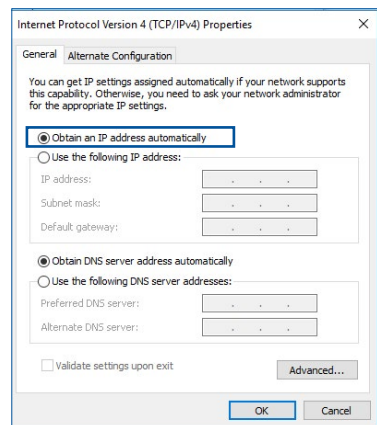 Internet Protocol Version 4 (TCP/IPv4) Properties
General
Alternate Configuration
You can get IP settings assigned automatically if your network supports
this capability. Otherwise, you need to ask your network administrator
for the appropriate IP settings.
Obtain an IP address automatically
Use the following IP address:
IP address:
Subnet mask:
Default gateway:
Obtain DNS server address automatically
Use the following DNS server addresses:
Preferred DNS server:
Alternate DNS server:
Validate settings upon exit
Advanced...
OK
Cancel